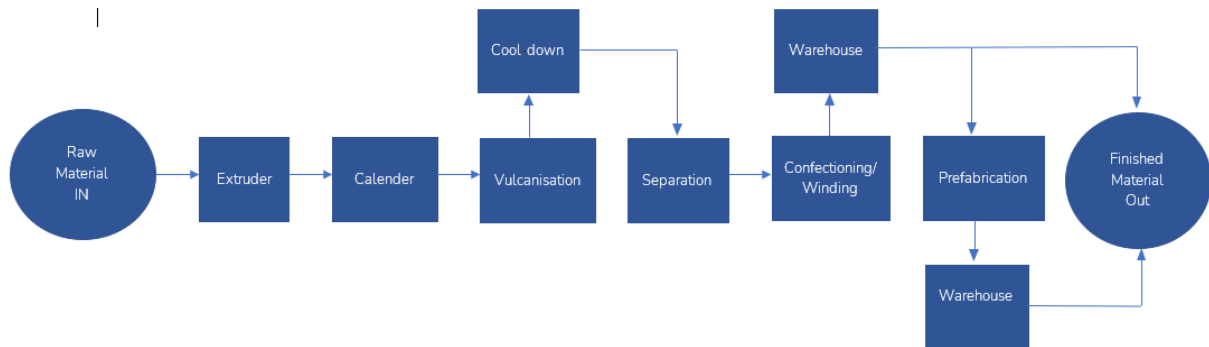 Cool down
Warehouse
Raw
Material
IN
Extruder
Calender
Vulcanisation
Separation
Confectioning/
Winding
Prefabrication
Finished
Material
Out
Warehouse